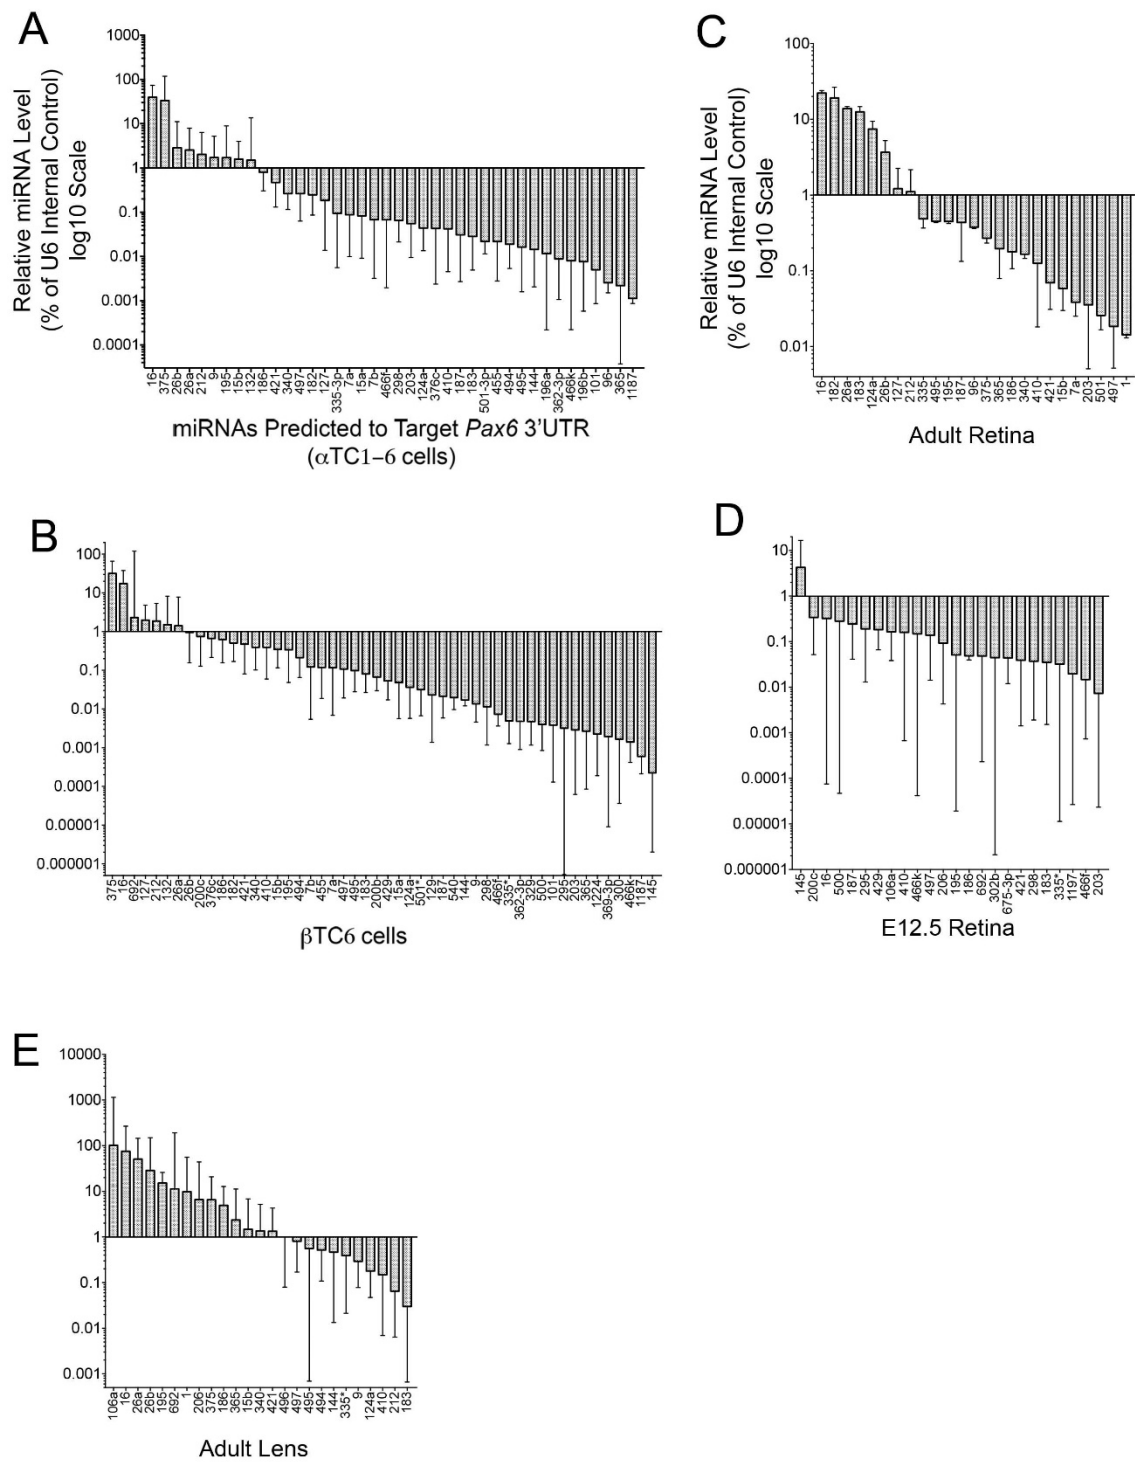 A
Relative miRNA Level
(% of U6 Internal Control)
log10 Scale
1000
100
10
1
0.1
0.01
0.001
0.0001
16 375 26b 26a 212 9 195 15b 132 186 421 340 497 182 127 335-3p 7a 15a 7b 466f 298 203 124a 376c 410 187 183 501-3p 455 494 495 144 196a 362-3p 466k 196b 101 96 365 1187
miRNAs Predicted to Target Pax6 3'UTR
(αTC1-6 cells)
C
Relative miRNA Level
(% of U6 Internal Control)
log10 Scale
100
10
1
0.1
0.01
16 182 26a 183 124a 26b 127 212 335 495 195 187 96 375 365 186 340 410 421 15b 7a 203 501 497 1
Adult Retina
B
100
10
1
0.1
0.01
0.001
0.0001
0.00001
0.000001
375 16 692 127 212 132 26a 26b 200c 376c 186 182 421 340 410 15b 195 494 7b 455 7a 497 495 183 200b 429 15a 124a 501* 129 187 540 144 9 298 466f 335* 362-3p 329 500 101 295 203 365 1224 369-3p 300 466k 1187 145
βTC6 cells
D
10
1
0.1
0.01
0.001
0.0001
0.00001
0.000001
145 200c 16 500 187 295 429 106a 410 466k 497 206 195 186 692 302b 675-3p 421 298 183 335* 1197 466f 203
E12.5 Retina
E
10000
1000
100
10
1
0.1
0.01
0.001
106a 16 26a 26b 195 692 1 206 375 186 365 15b 340 421 496 497 495 494 144 335* 9 124a 410 212 183
Adult Lens